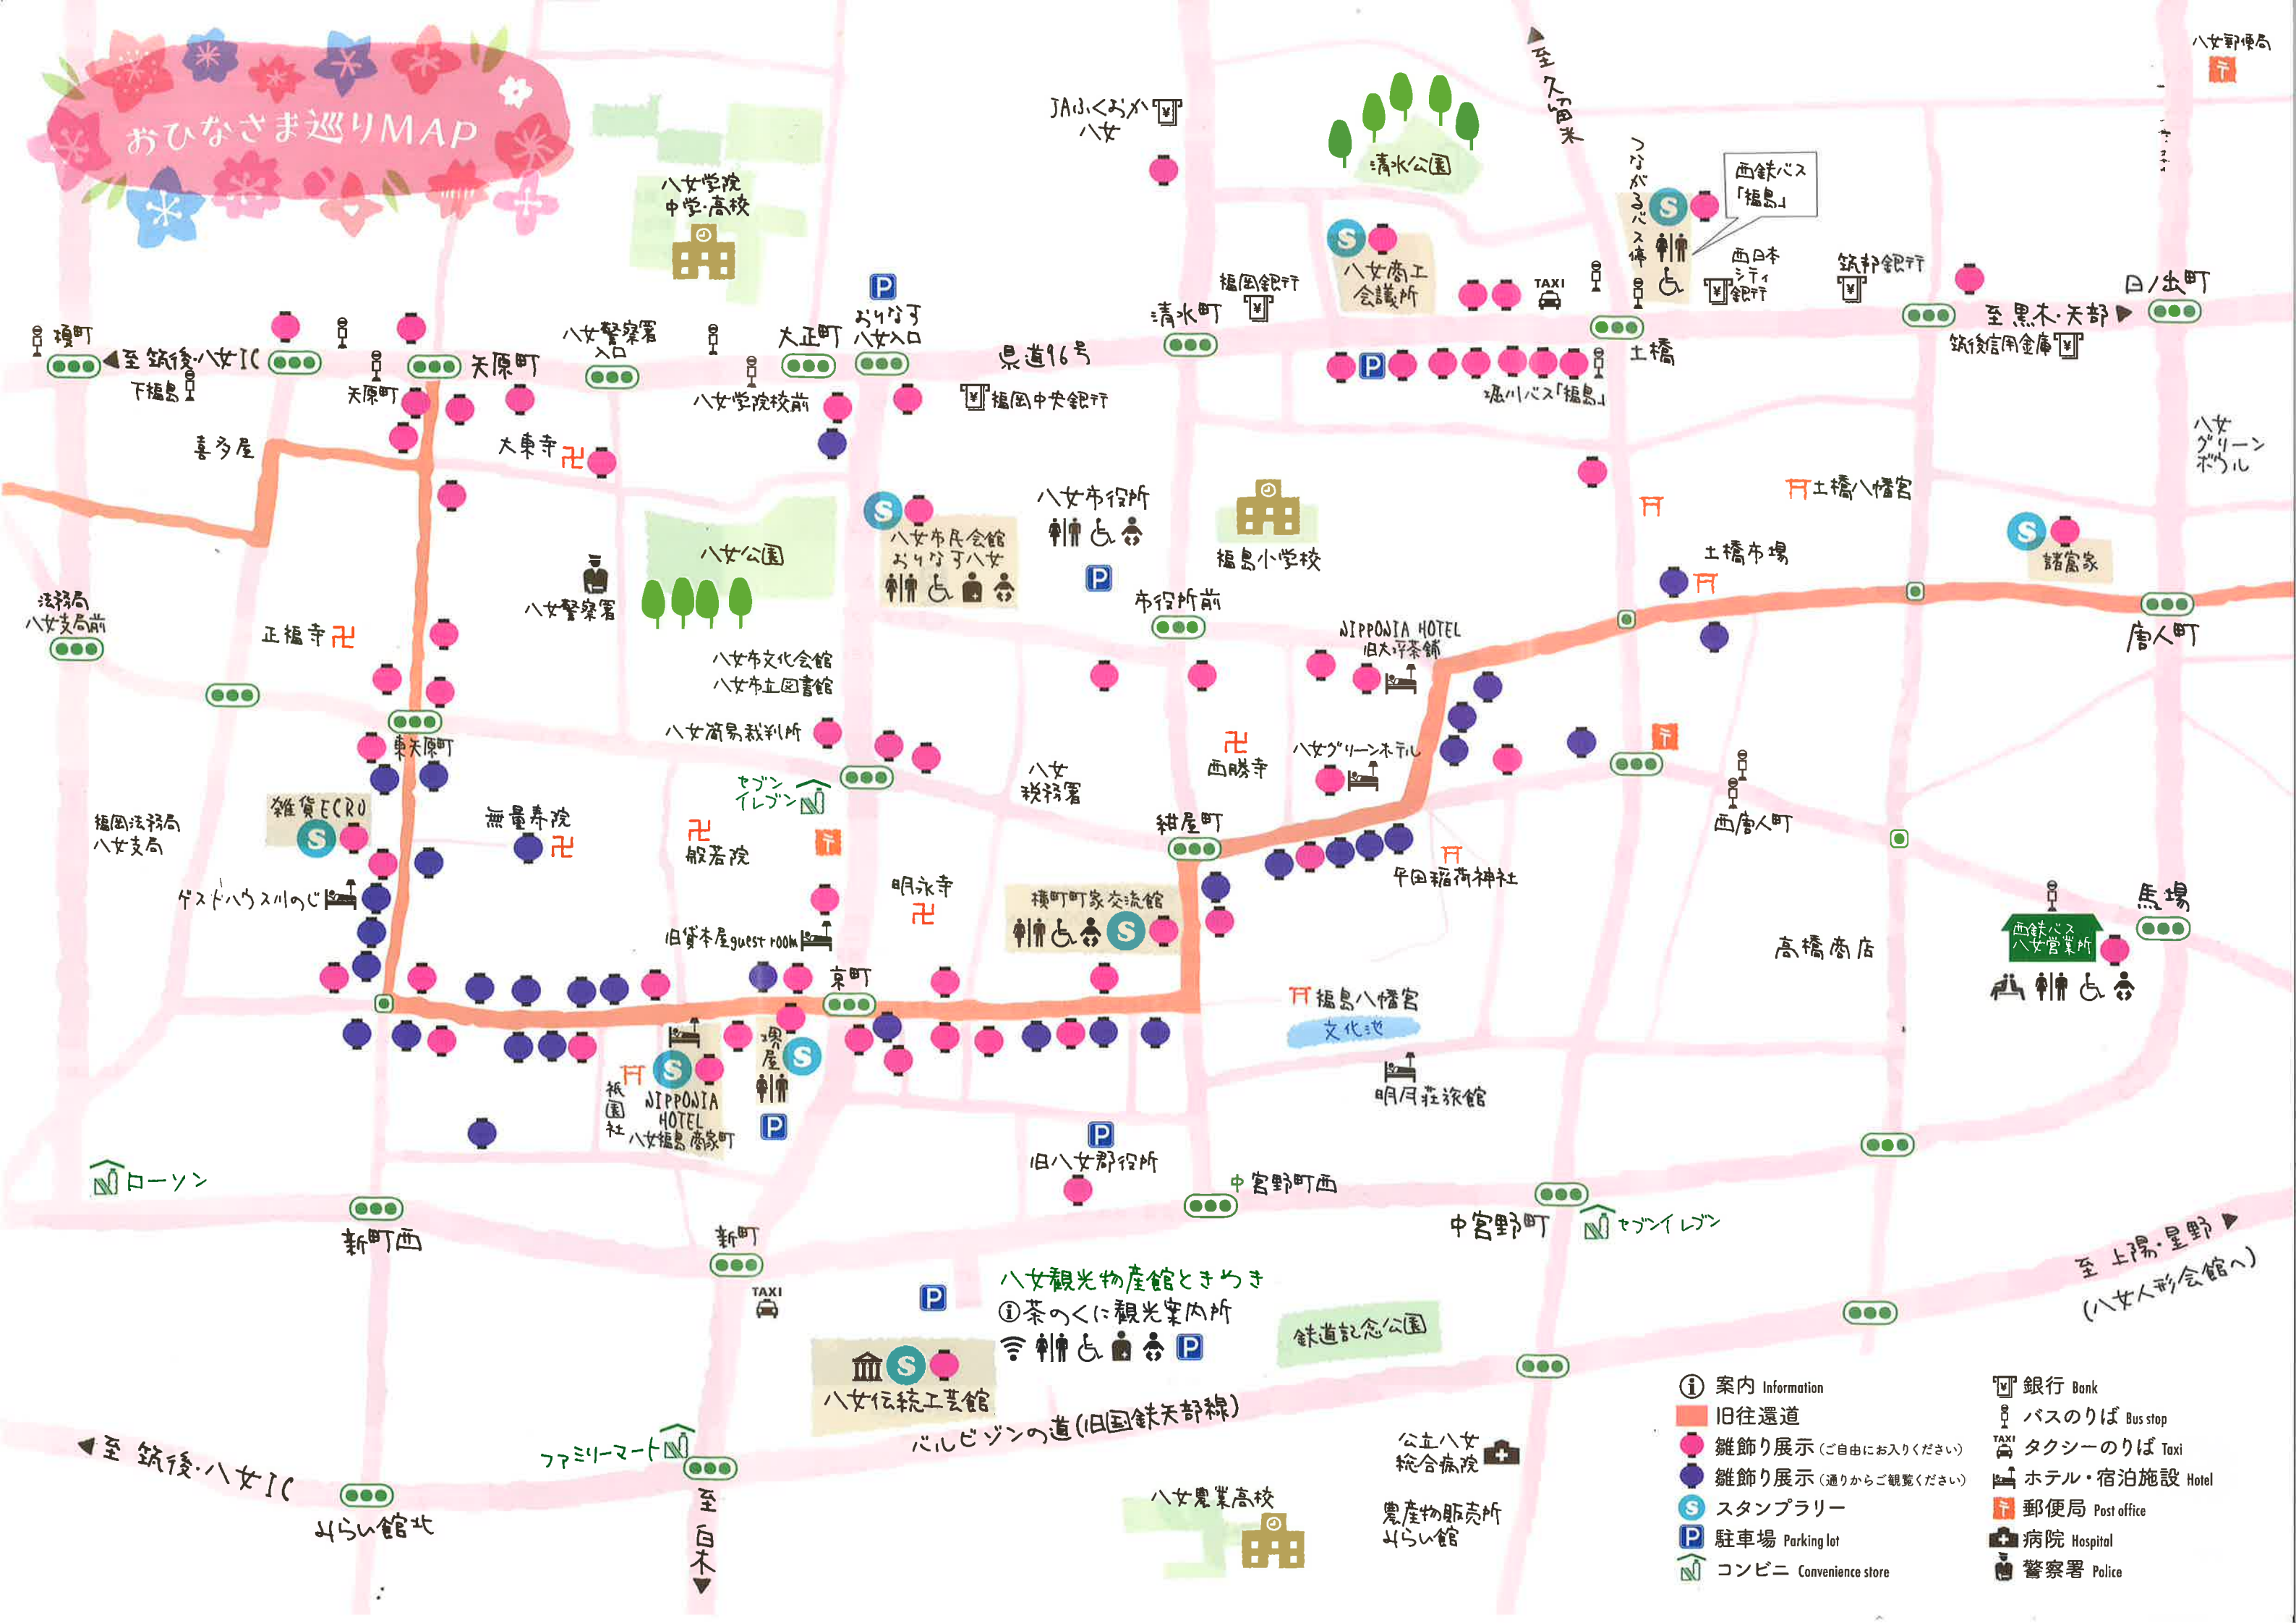 おひなさま巡りMAP
八女郵便局
〒
至久留米
JAふくおか
八女
清水公園
つながるバス停
西鉄バス
「福島」
八女学院
中学・高校
S
八女商工
会議所
TAXI
西日本
シティ
銀行
筑邦銀行
日ノ出町
福岡銀行
清水町
P
おりなす
八女入口
大正町
八女警察署
入口
榎町
至 筑後・八女IC
下福島
矢原町
矢原町
県道96号
土橋
至 黒木・矢部
筑後信用金庫
八女学院校前
福岡中央銀行
P
堀川バス「福島」
喜多屋
大東寺
八女
グリーン
ボウル
土橋八幡宮
八女市役所
P
福島小学校
八女公園
S
八女市民会館
おりなす八女
土橋市場
S
諸富家
八女警察署
法務局
八女支局前
正福寺
市役所前
唐人町
NIPPONIA HOTEL
旧大坪茶舗
八女市文化会館
八女市立図書館
八女簡易裁判所
東矢原町
西勝寺
八女グリーンホテル
〒
八女
税務署
セブン
イレブン
雑貨ECRO
S
無量寿院
福岡法務局
八女支局
般若院
〒
紺屋町
西唐人町
平田稲荷神社
ゲストハウス川のじ
明永寺
横町町家交流館
S
馬場
旧貸本屋guest room
西鉄バス
八女営業所
高橋商店
京町
福島八幡宮
文化池
堺屋
S
P
祇園社
S
NIPPONIA
HOTEL
八女福島 商家町
明月荘旅館
P
旧八女郡役所
ローソン
中宮野町西
中宮野町
セブンイレブン
新町西
新町
TAXI
至 上陽・星野
(八女人形会館へ)
P
八女観光物産館ときめき
i茶のくに観光案内所
P
鉄道記念公園
S
八女伝統工芸館
バルビゾンの道(旧国鉄矢部線)
至 筑後・八女IC
ファミリーマート
みらい館北
至 白木
公立八女
総合病院
八女農業高校
農産物販売所
みらい館
案内 Information
旧往還道
雛飾り展示(ご自由にお入りください)
雛飾り展示(通りからご観覧ください)
スタンプラリー
駐車場 Parking lot
コンビニ Convenience store
銀行 Bank
バスのりば Bus stop
TAXI タクシーのりば Taxi
ホテル・宿泊施設 Hotel
郵便局 Post office
病院 Hospital
警察署 Police